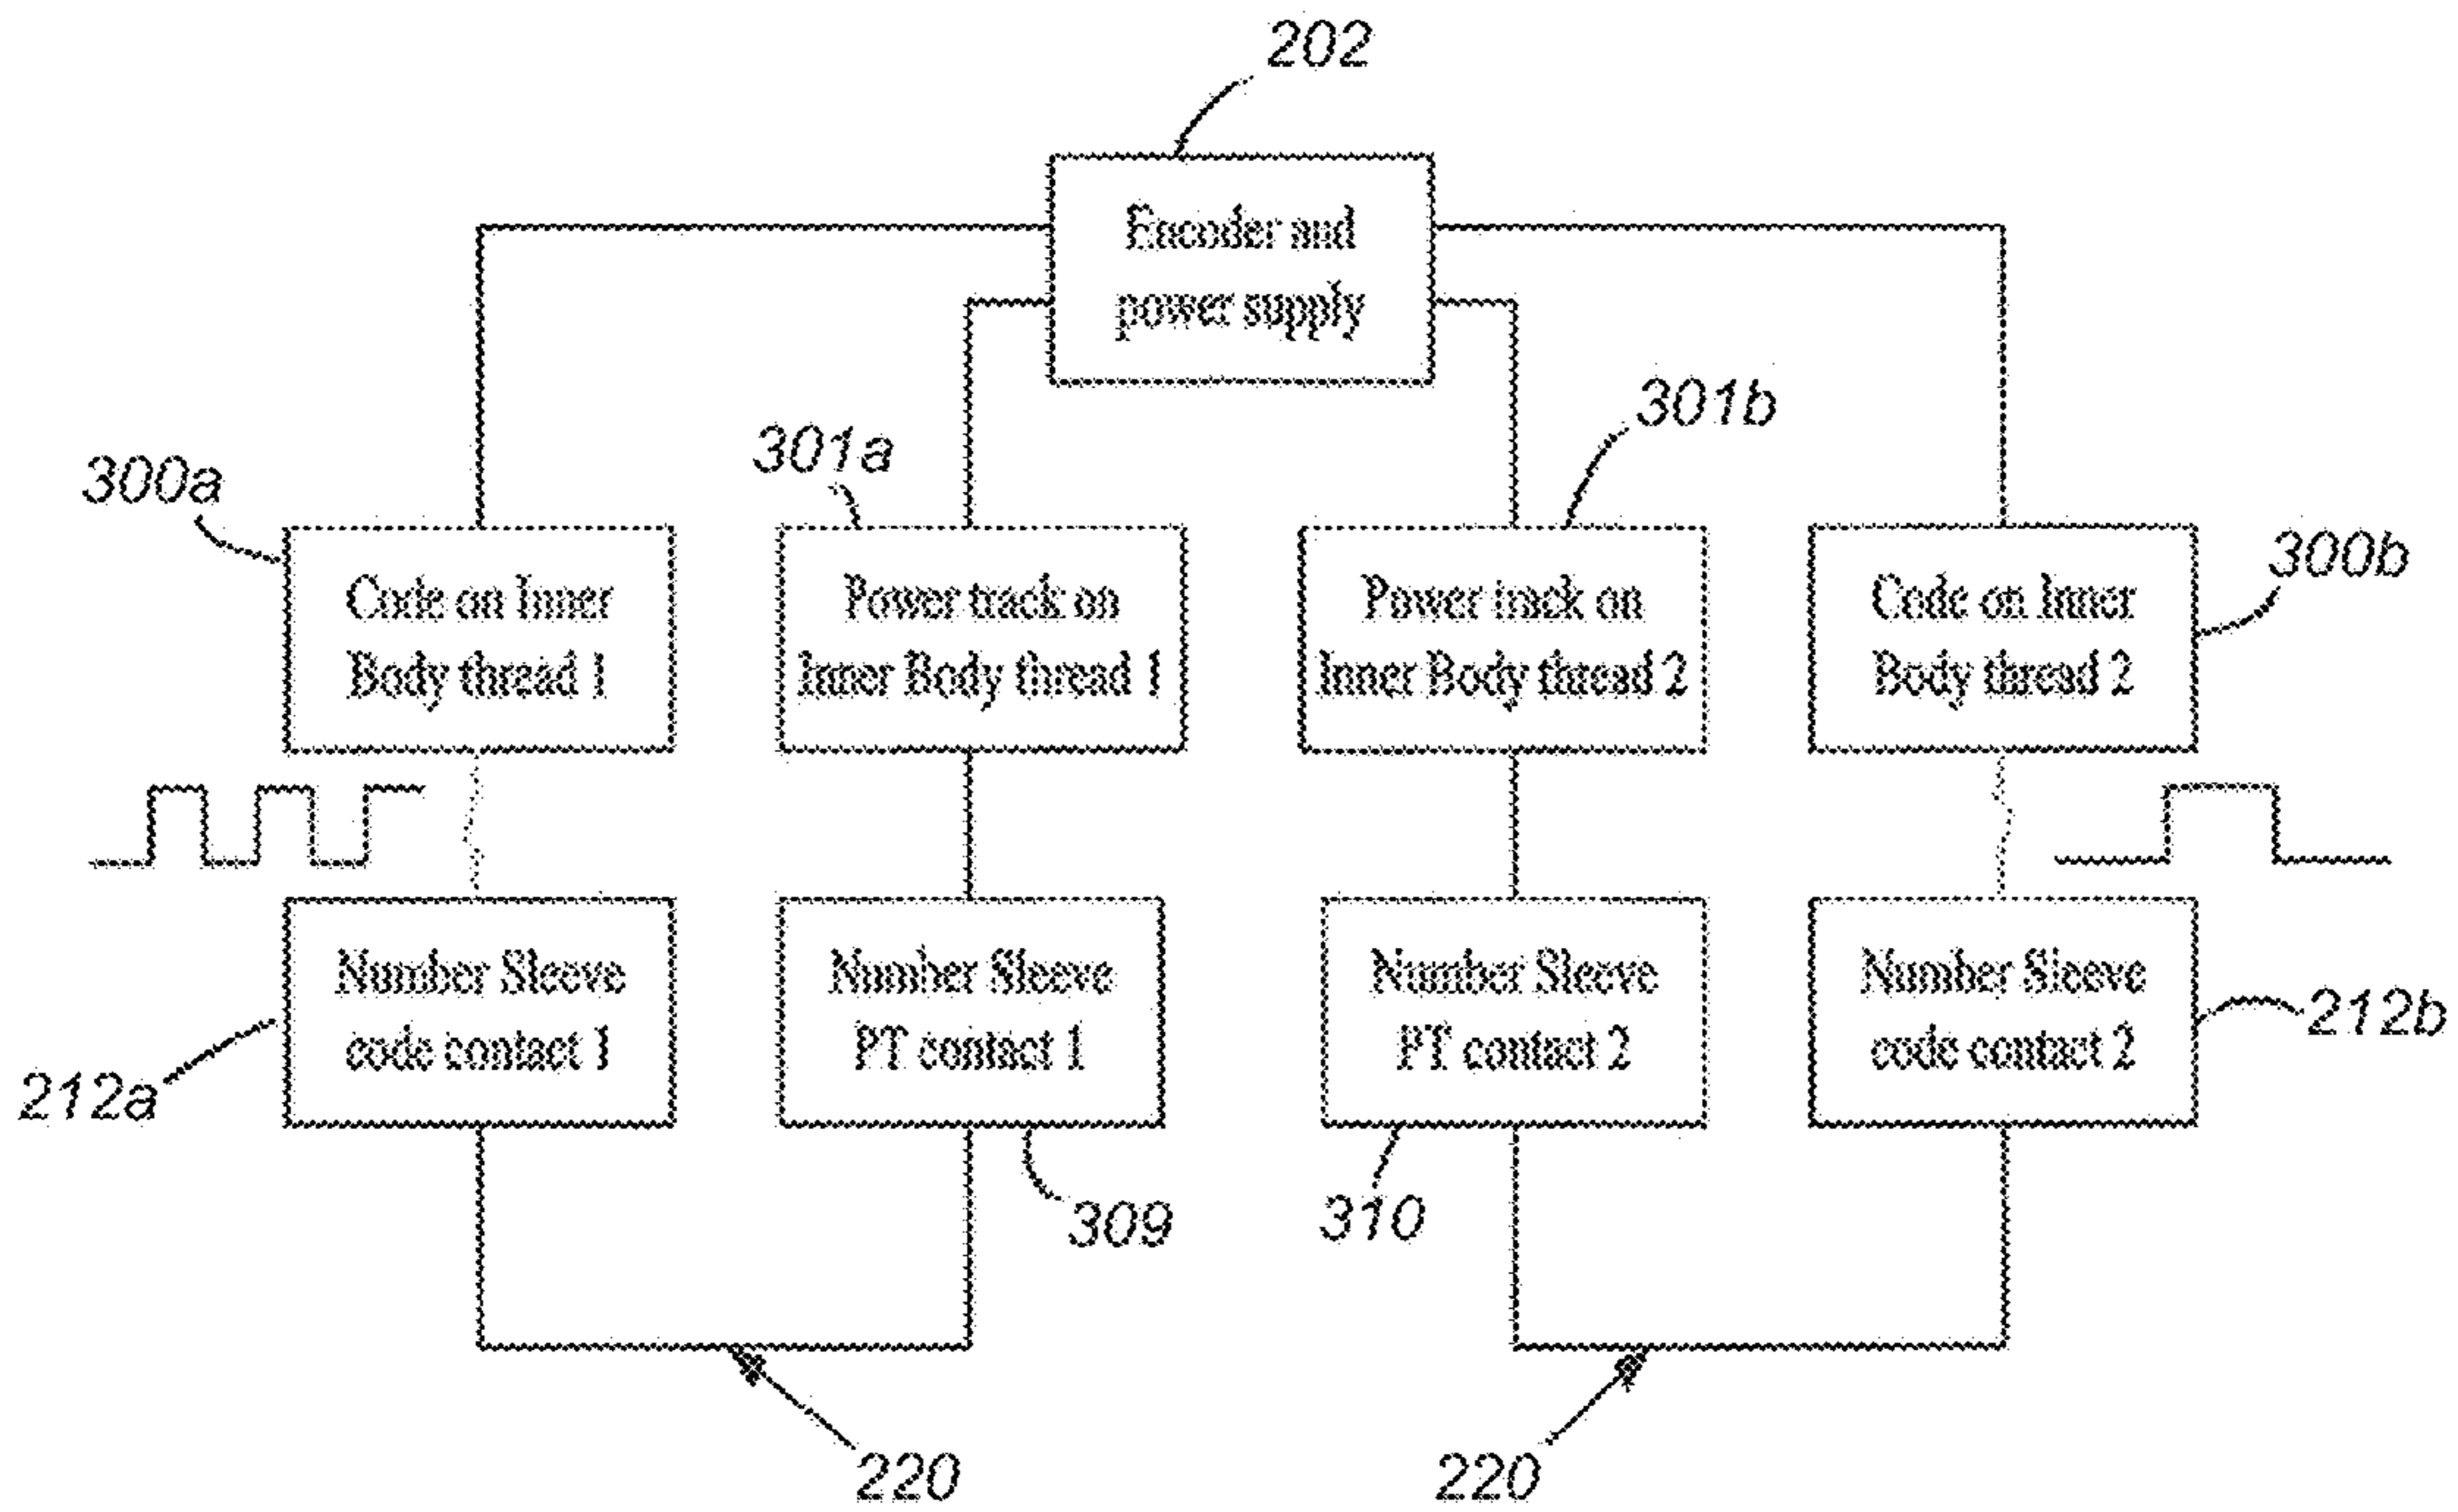 202
Encoder and
power supply
301b
301a
300a
300b
Code on Inner
Body thread 1
Power track on
Inner Body thread 1
Power track on
Inner Body thread 2
Code on Inner
Body thread 2
Number Sleeve
code contact 1
Number Sleeve
PT contact 1
Number Sleeve
PT contact 2
Number Sleeve
code contact 2
212b
212a
309
310
220
220